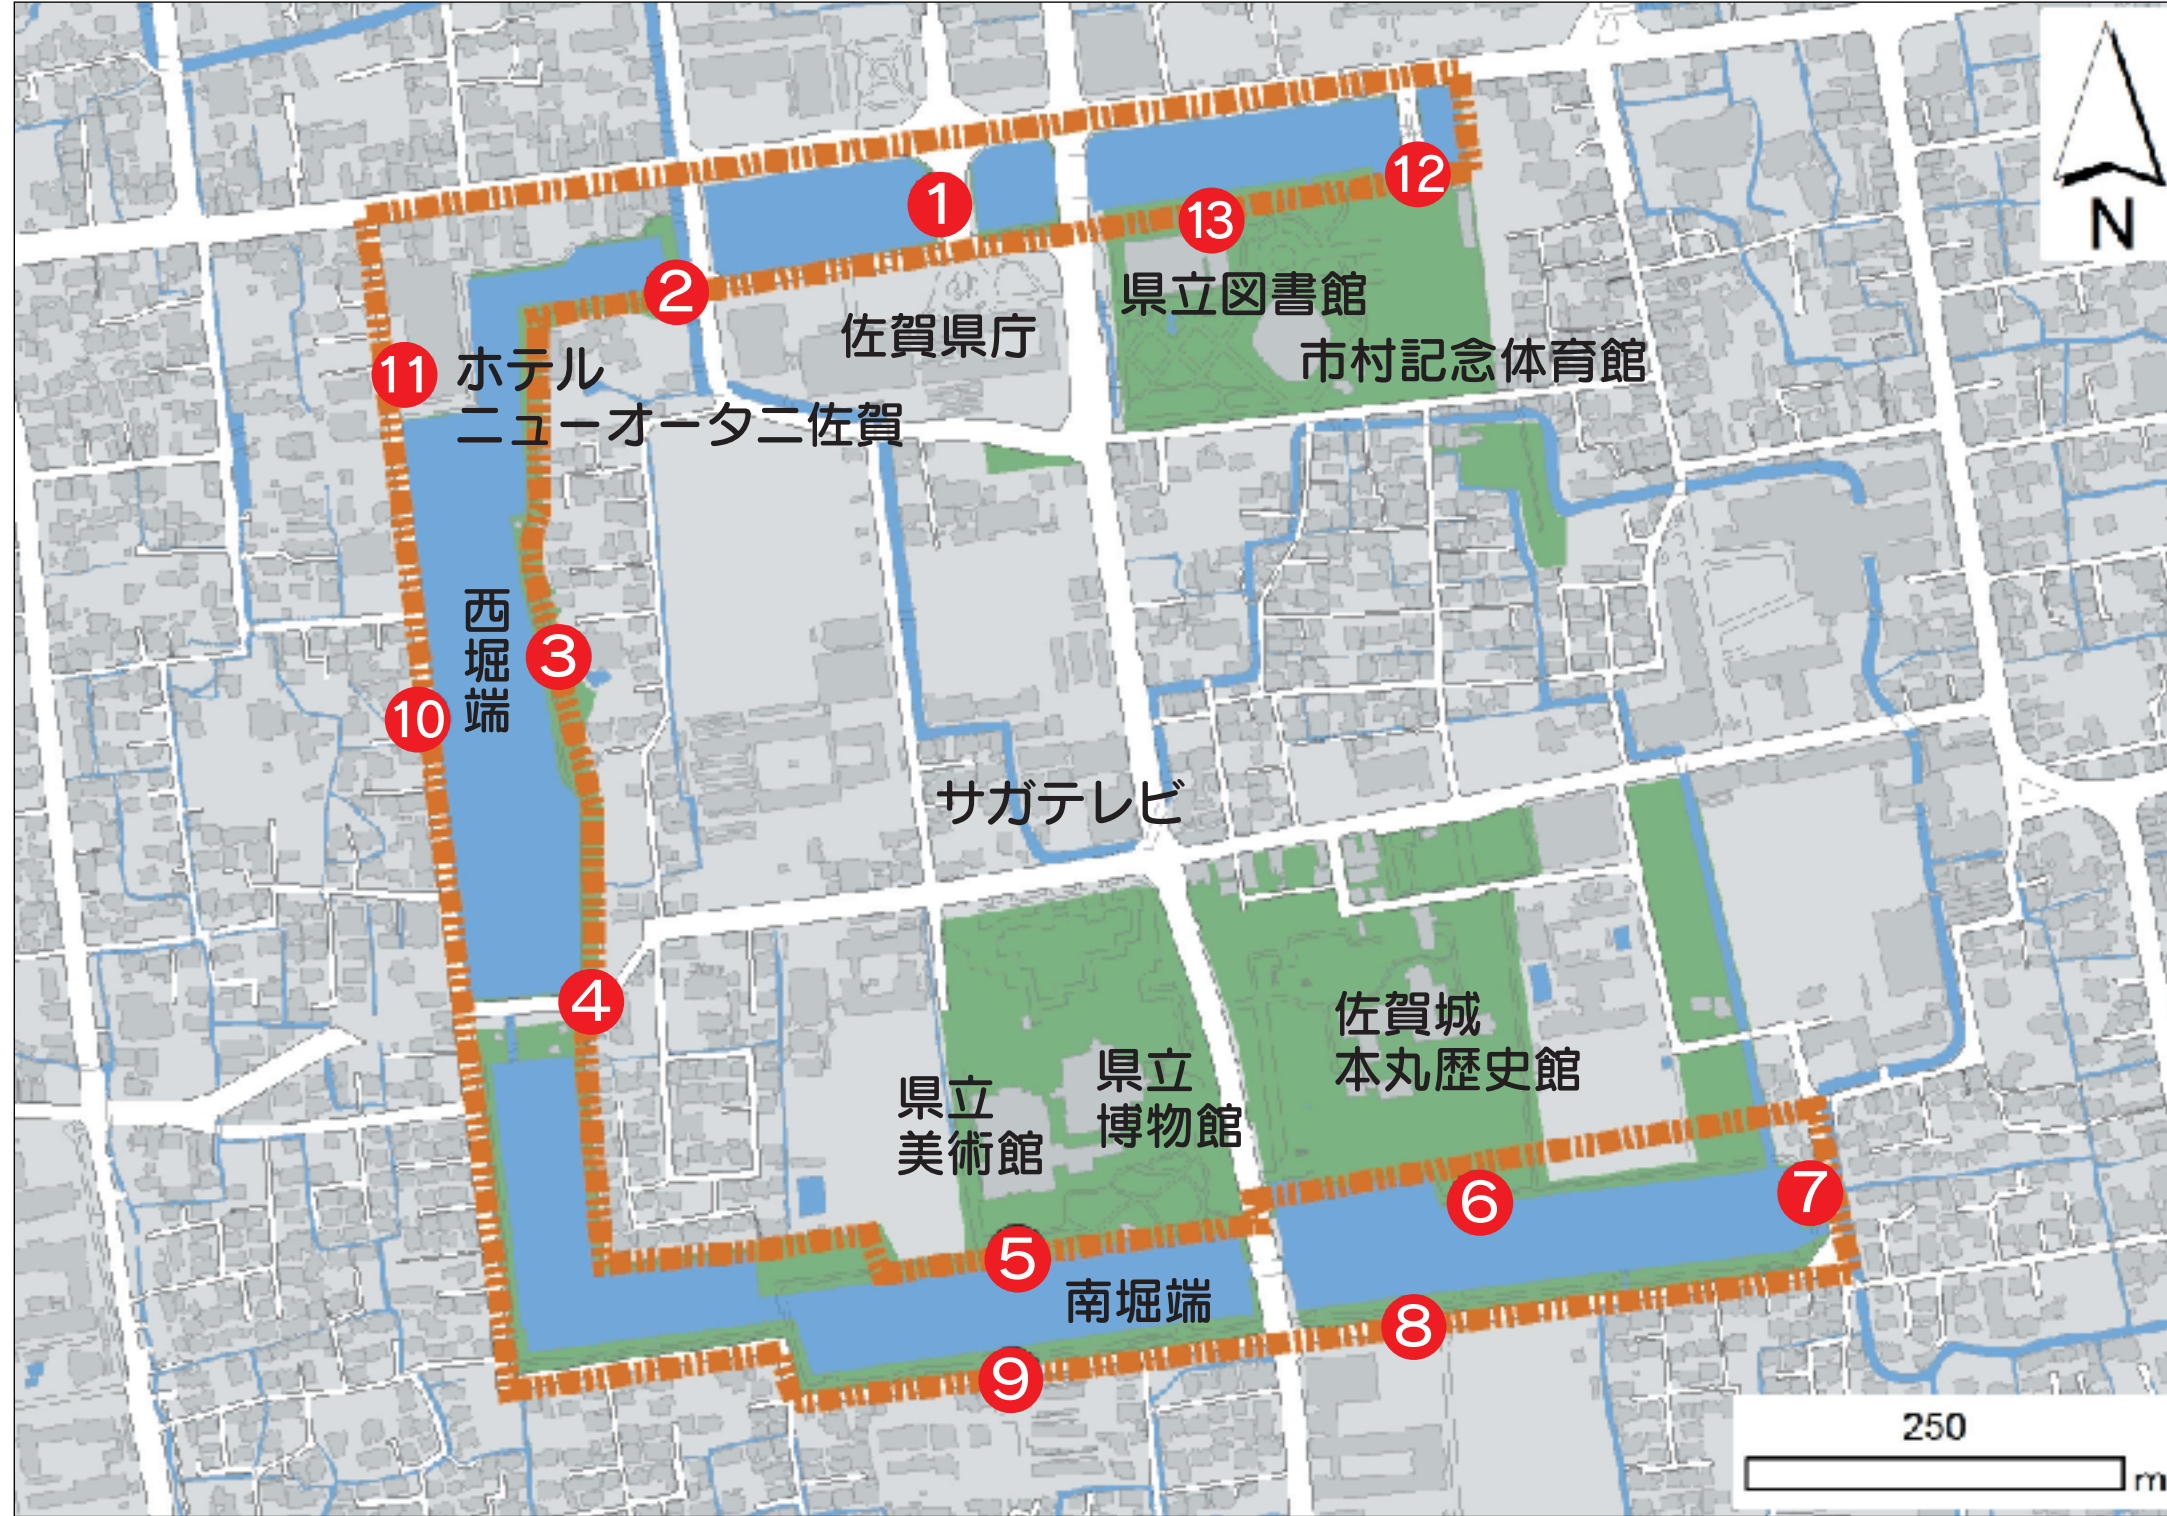 N
1
12
13
2
県立図書館
佐賀県庁
市村記念体育館
11
ホテル
ニューオータニ佐賀
西堀端
3
10
サガテレビ
4
佐賀城
本丸歴史館
県立
博物館
県立
美術館
7
6
5
南堀端
8
9
250
m